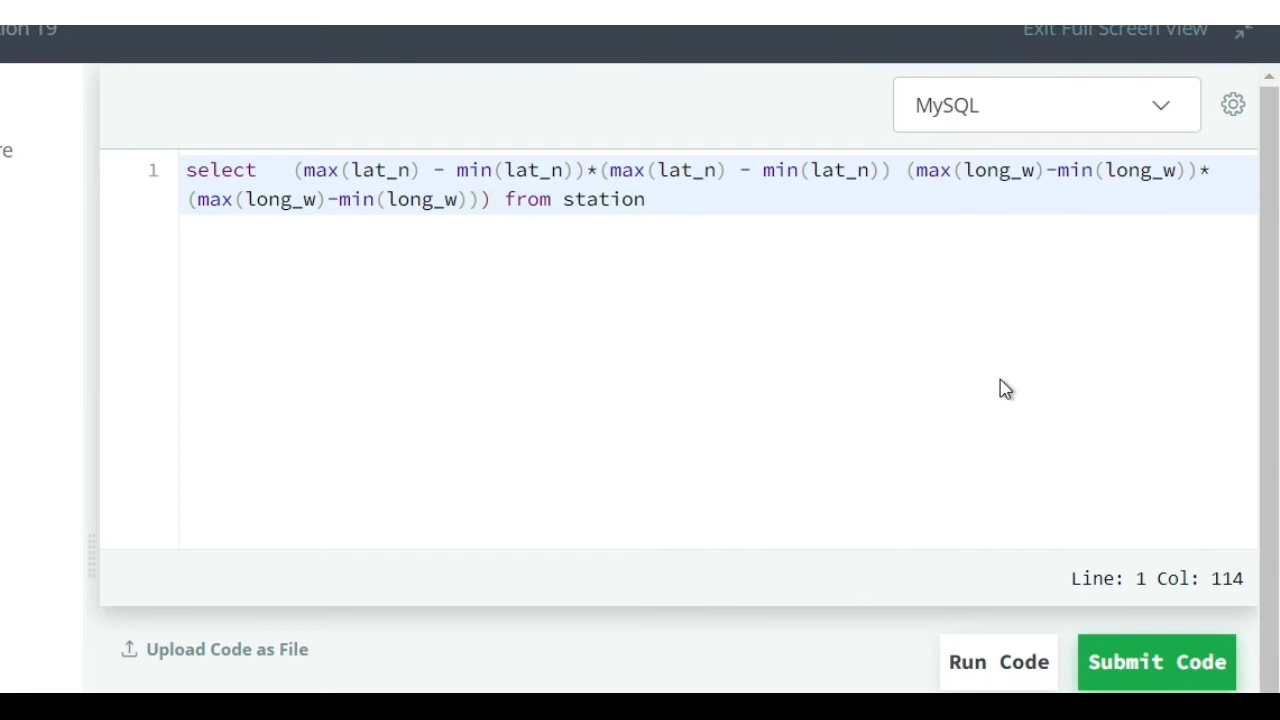 ion 19
Exit Full Screen View
re
MySQL
1
select   (max(lat_n) - min(lat_n))*(max(lat_n) - min(lat_n)) (max(long_w)-min(long_w))*
(max(long_w)-min(long_w))) from station
Line: 1 Col: 114
Upload Code as File
Run Code
Submit Code